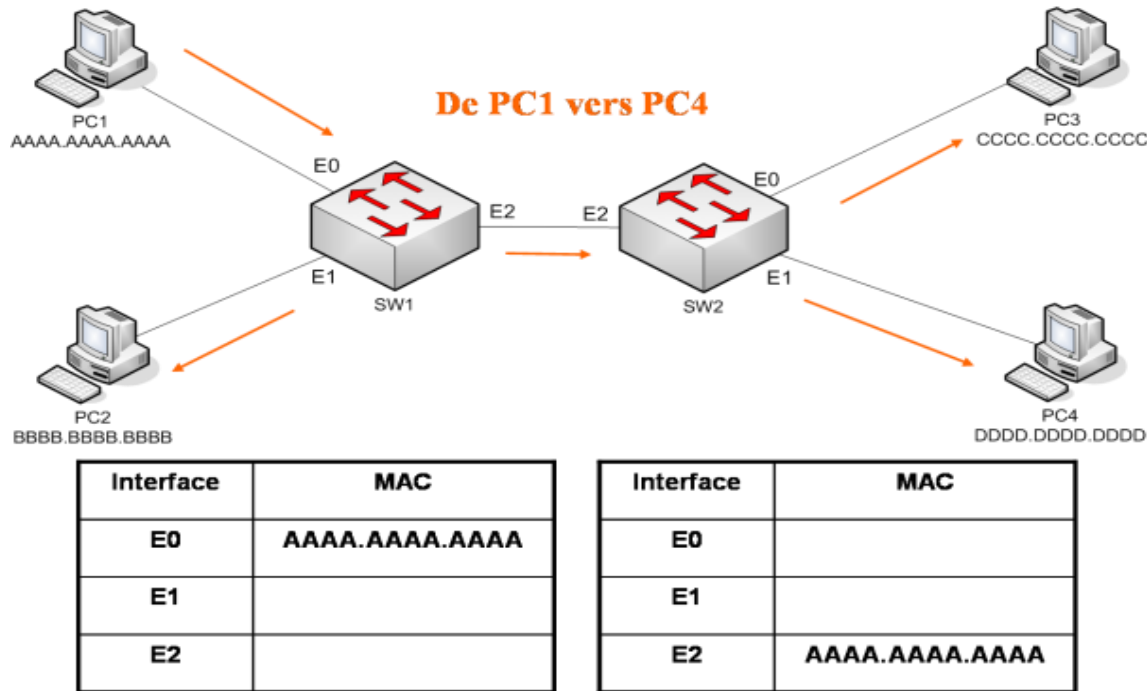 De PC1 vers PC4
PC1
AAAA.AAAA.AAAA
PC3
CCCC.CCCC.CCCC
E0
E0
E2
E2
E1
E1
SW1
SW2
PC2
BBBB.BBBB.BBBB
PC4
DDDD.DDDD.DDDD
Interface MAC
E0 AAAA.AAAA.AAAA
E1
E2
Interface MAC
E0
E1
E2 AAAA.AAAA.AAAA